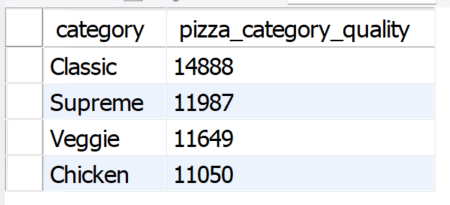 category pizza_category_quality
Classic 14888
Supreme 11987
Veggie 11649
Chicken 11050